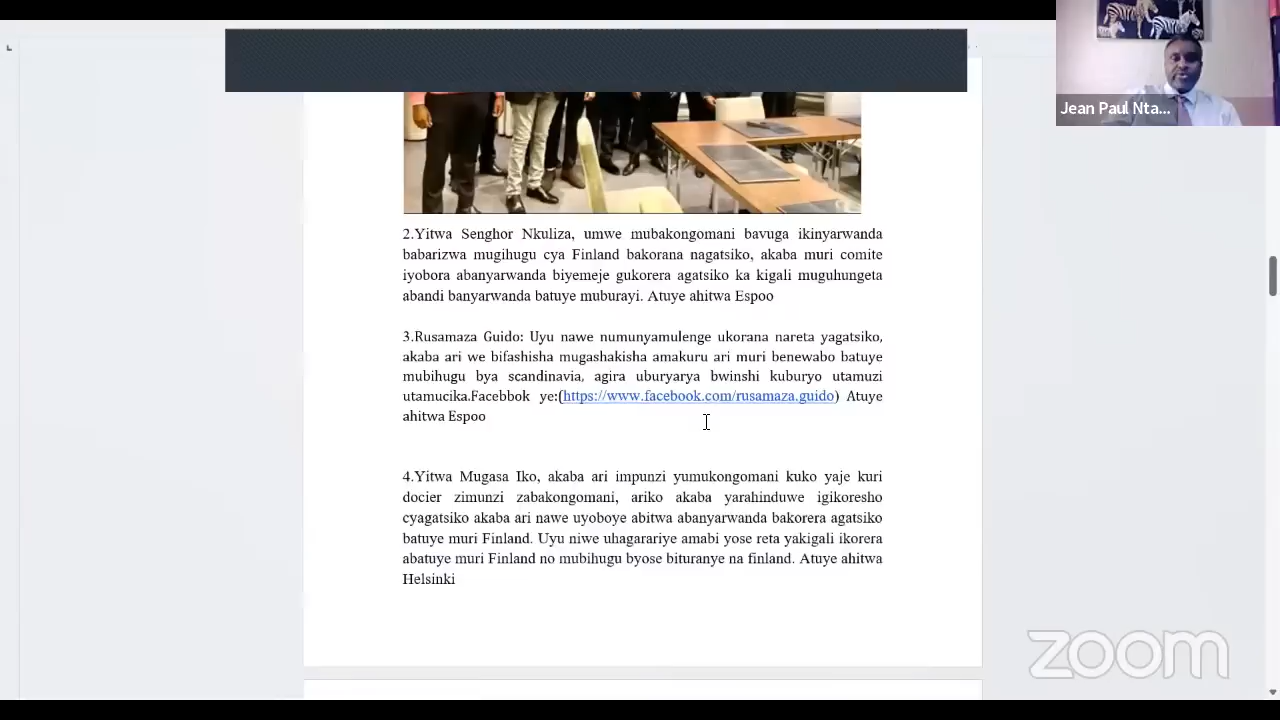 Jean Paul Nta...
2.Yitwa Senghor Nkuliza, umwe mubakongomani bavuga ikinyarwanda
babarizwa mugihugu cya Finland bakorana nagatsiko, akaba muri comite
iyobora abanyarwanda biyemeje gukorera agatsiko ka kigali muguhungeta
abandi banyarwanda batuye muburayi. Atuye ahitwa Espoo
3.Rusamaza Guido: Uyu nawe numunyamulenge ukorana nareta yagatsiko,
akaba ari we bifashisha mugashakisha amakuru ari muri benewabo batuye
mubihugu bya scandinavia, agira uburyarya bwinshi kuburyo utamuzi
utamucika.Facebbok ye:(https://www.facebook.com/rusamaza.guido) Atuye
ahitwa Espoo
4.Yitwa Mugasa Iko, akaba ari impunzi yumukongomani kuko yaje kuri
docier zimunzi zabakongomani, ariko akaba yarahinduwe igikoresho
cyagatsiko akaba ari nawe uyoboye abitwa abanyarwanda bakorera agatsiko
batuye muri Finland. Uyu niwe uhagarariye amabi yose reta yakigali ikorera
abatuye muri Finland no mubihugu byose bituranye na finland. Atuye ahitwa
Helsinki
zoom